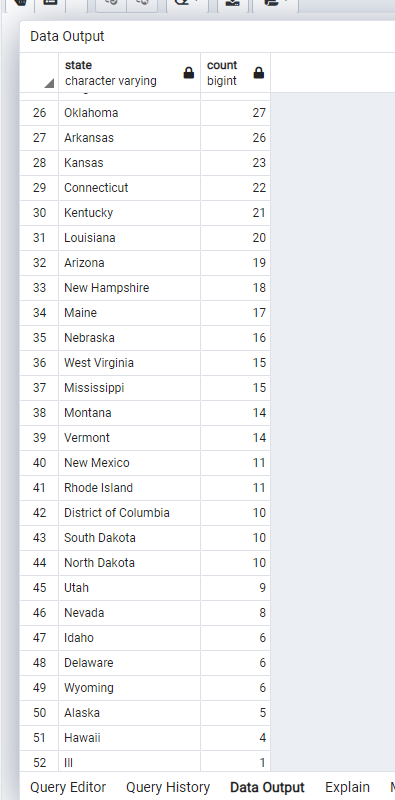 Data Output
state count
character varying bigint
26 Oklahoma 27
27 Arkansas 26
28 Kansas 23
29 Connecticut 22
30 Kentucky 21
31 Louisiana 20
32 Arizona 19
33 New Hampshire 18
34 Maine 17
35 Nebraska 16
36 West Virginia 15
37 Mississippi 15
38 Montana 14
39 Vermont 14
40 New Mexico 11
41 Rhode Island 11
42 District of Columbia 10
43 South Dakota 10
44 North Dakota 10
45 Utah 9
46 Nevada 8
47 Idaho 6
48 Delaware 6
49 Wyoming 6
50 Alaska 5
51 Hawaii 4
52 Ill 1
Query Editor Query History Data Output Explain